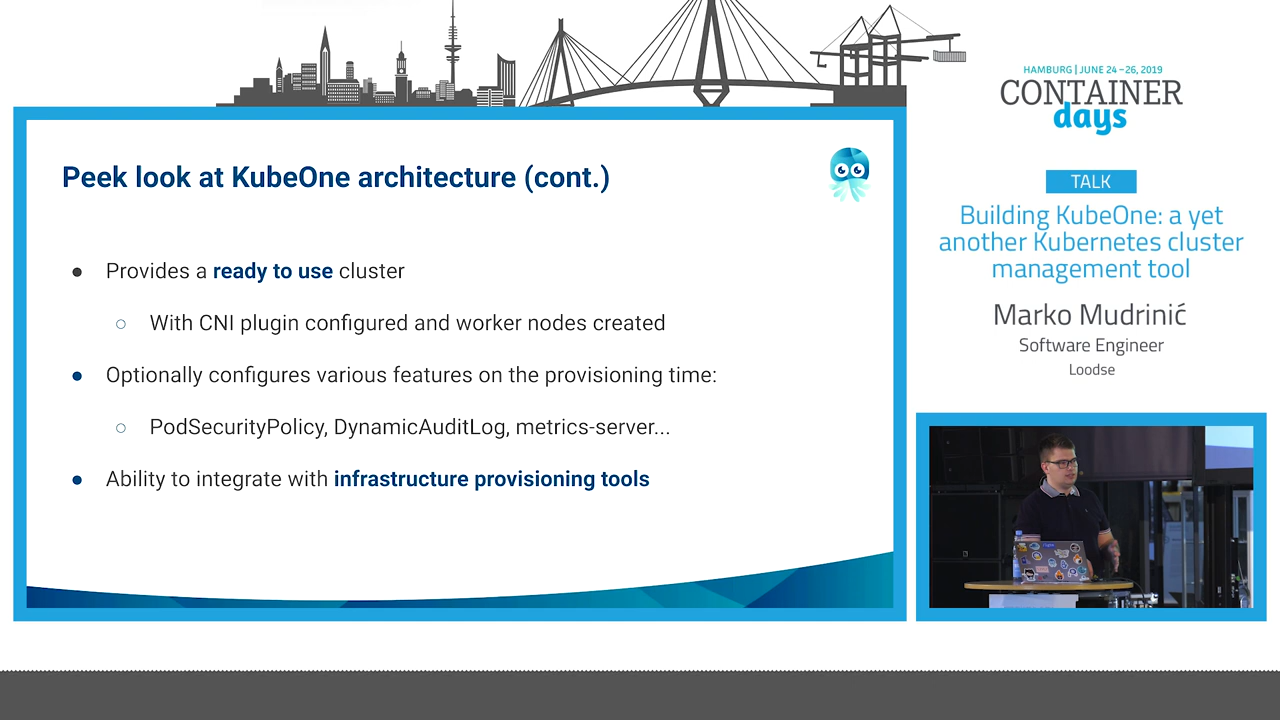 Peek look at KubeOne architecture (cont.)
● Provides a ready to use cluster
○ With CNI plugin configured and worker nodes created
● Optionally configures various features on the provisioning time:
○ PodSecurityPolicy, DynamicAuditLog, metrics-server...
● Ability to integrate with infrastructure provisioning tools
HAMBURG | JUNE 24 – 26, 2019
CONTAINER
days
TALK
Building KubeOne: a yet
another Kubernetes cluster
management tool
Marko Mudrinić
Software Engineer
Loodse